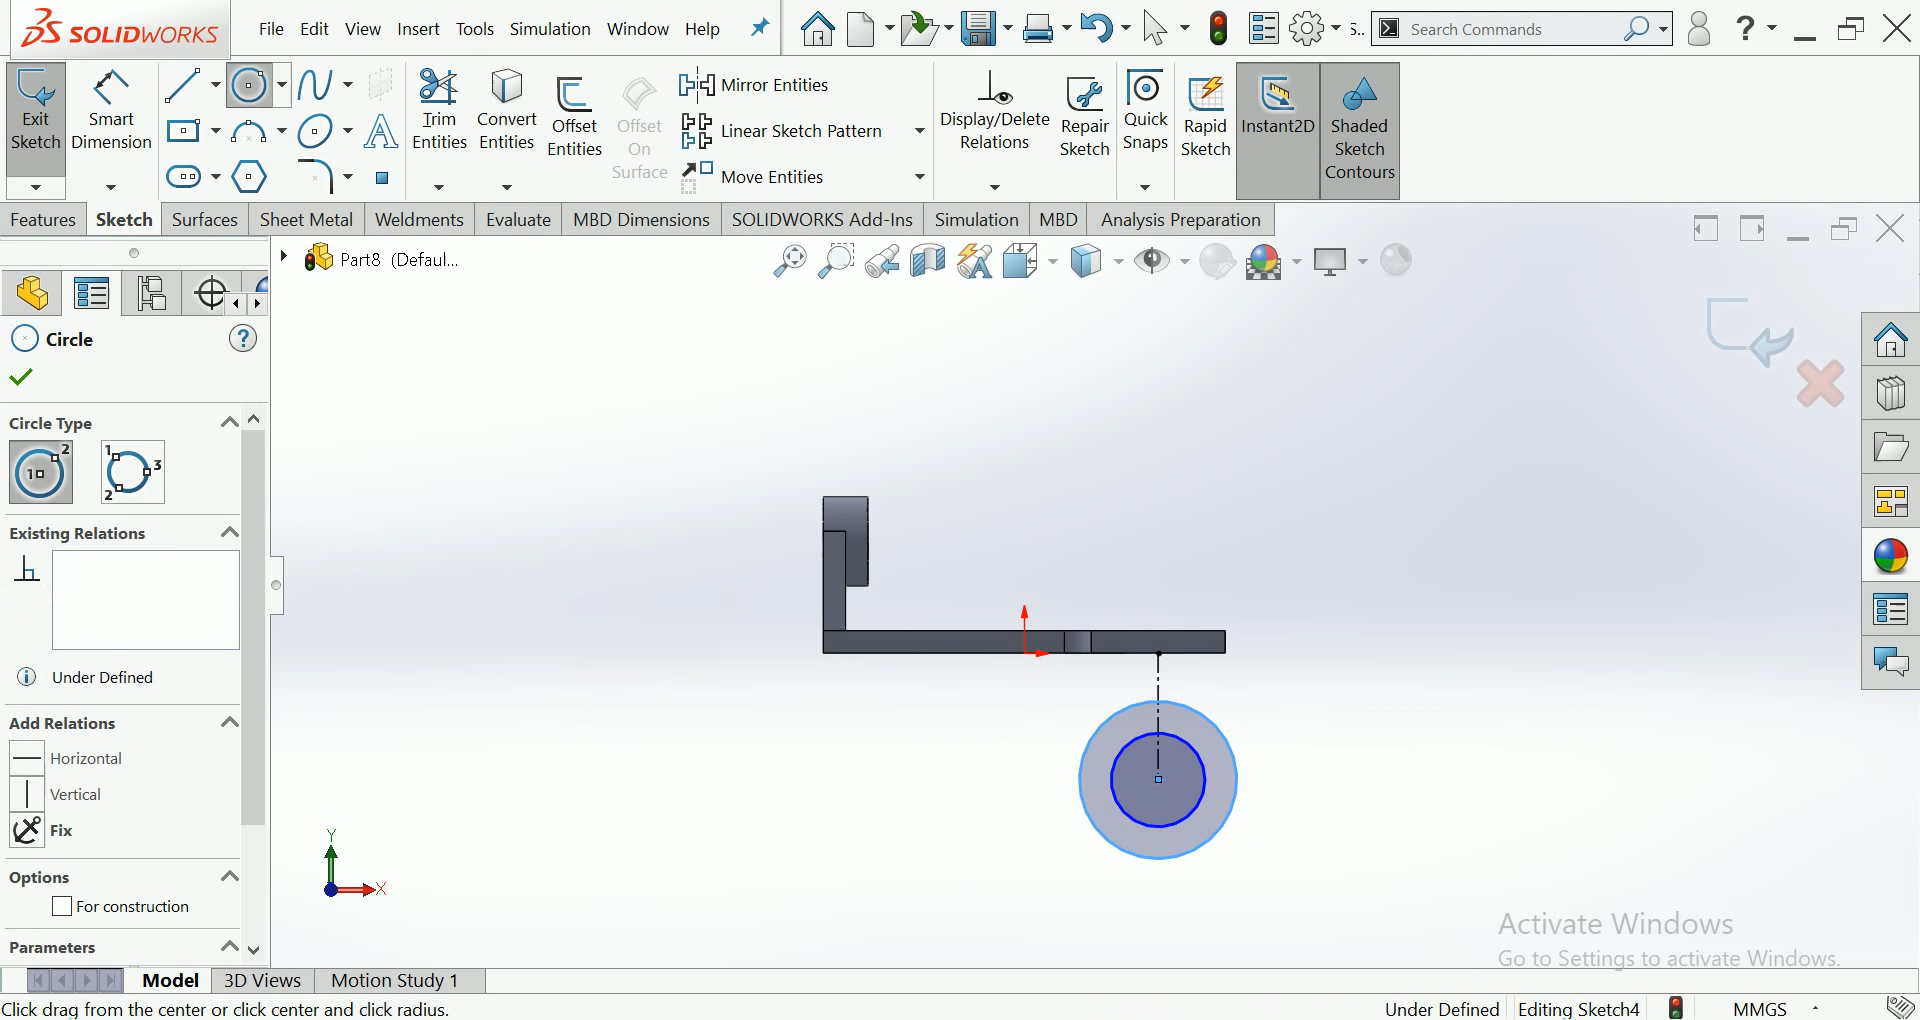 SOLIDWORKS
File Edit View Insert Tools Simulation Window Help
S..
Search Commands
?
Exit Sketch
Smart Dimension
Trim Entities
Convert Entities
Offset Entities
Offset On Surface
Mirror Entities
Linear Sketch Pattern
Move Entities
Display/Delete Relations
Repair Sketch
Quick Snaps
Rapid Sketch
Instant2D
Shaded Sketch Contours
Features Sketch Surfaces Sheet Metal Weldments Evaluate MBD Dimensions SOLIDWORKS Add-Ins Simulation MBD Analysis Preparation
Part8 (Defaul...
Circle
?
Circle Type
1 2
1 2 3
Existing Relations
Under Defined
Add Relations
Horizontal
Vertical
Fix
Options
For construction
Parameters
Y
X
Activate Windows
Go to Settings to activate Windows.
Model 3D Views Motion Study 1
Click drag from the center or click center and click radius.
Under Defined Editing Sketch4 MMGS